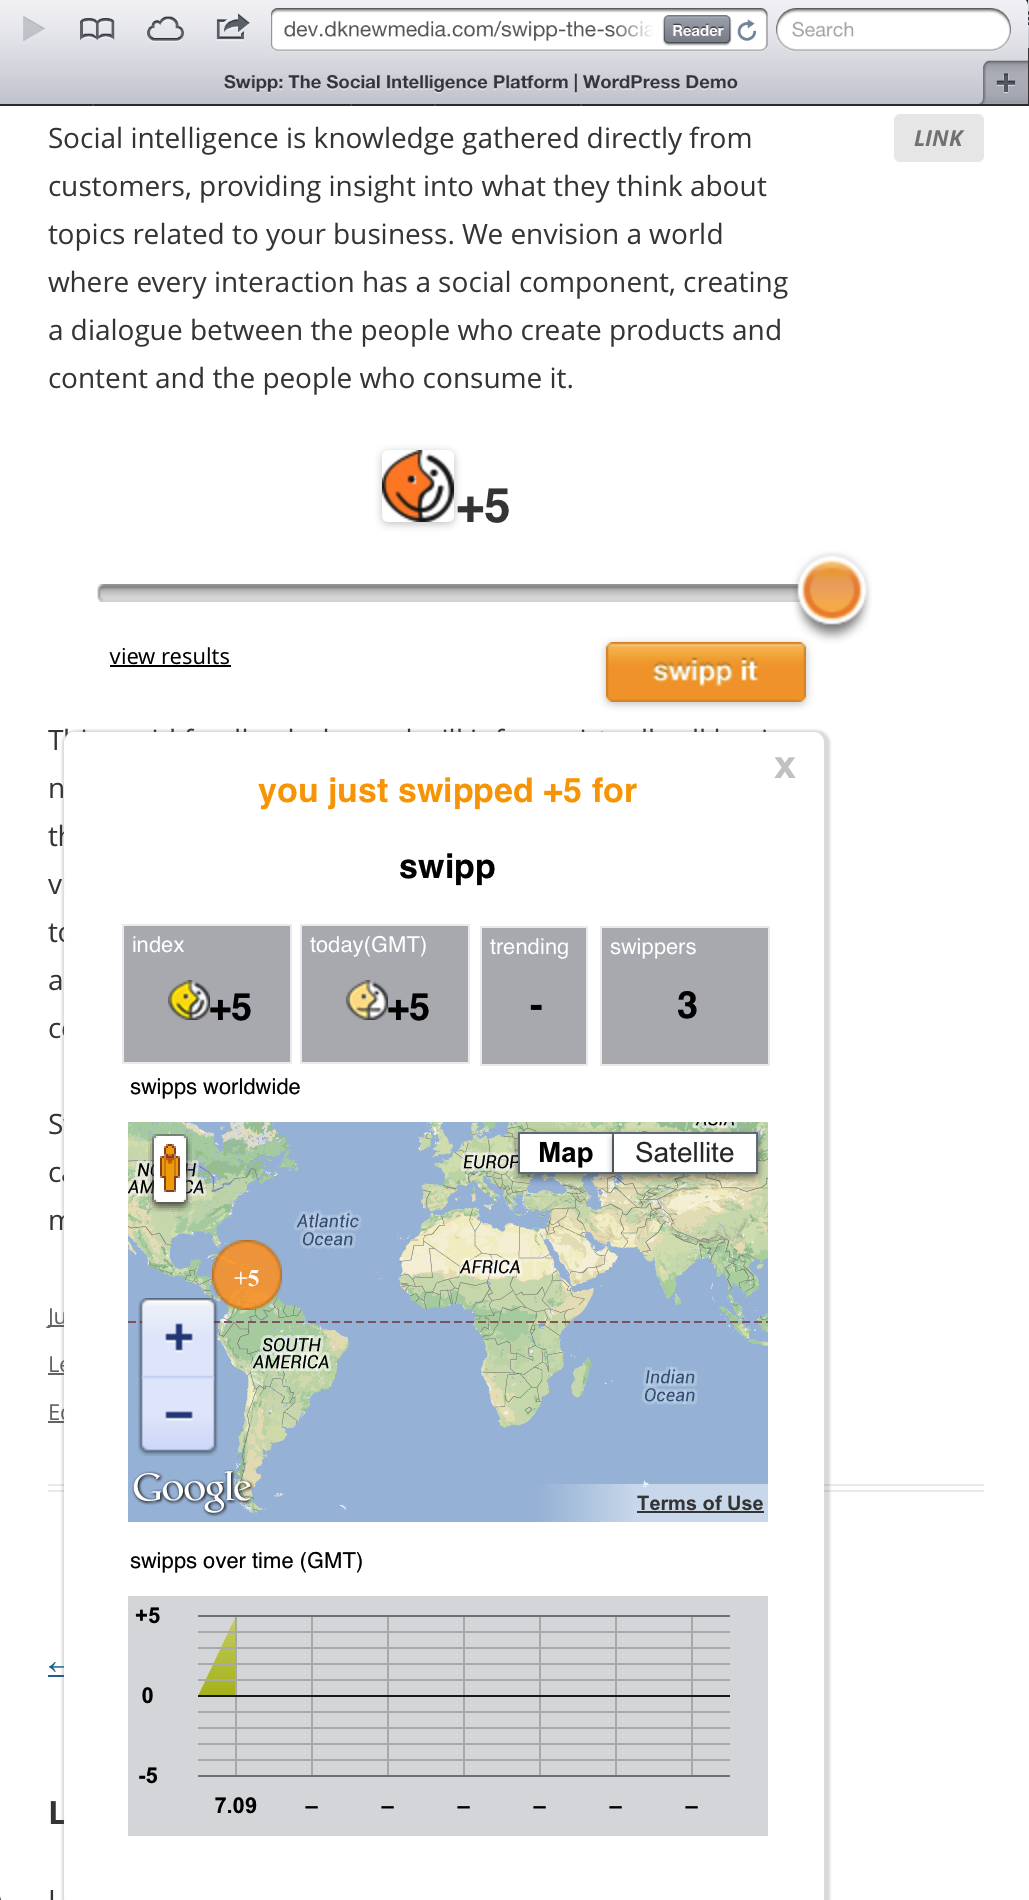 dev.dknewmedia.com/swipp-the-socia
Reader
Search
Swipp: The Social Intelligence Platform | WordPress Demo
Social intelligence is knowledge gathered directly from
customers, providing insight into what they think about
topics related to your business. We envision a world
where every interaction has a social component, creating
a dialogue between the people who create products and
content and the people who consume it.
LINK
+5
view results
swipp it
x
you just swipped +5 for
swipp
index
+5
today(GMT)
+5
trending
-
swippers
3
swipps worldwide
Map
Satellite
NORTH
AMERICA
EUROP
ASIA
Atlantic
Ocean
AFRICA
+5
SOUTH
AMERICA
Indian
Ocean
+
−
Google
Terms of Use
swipps over time (GMT)
+5
0
-5
7.09 – – – – – –